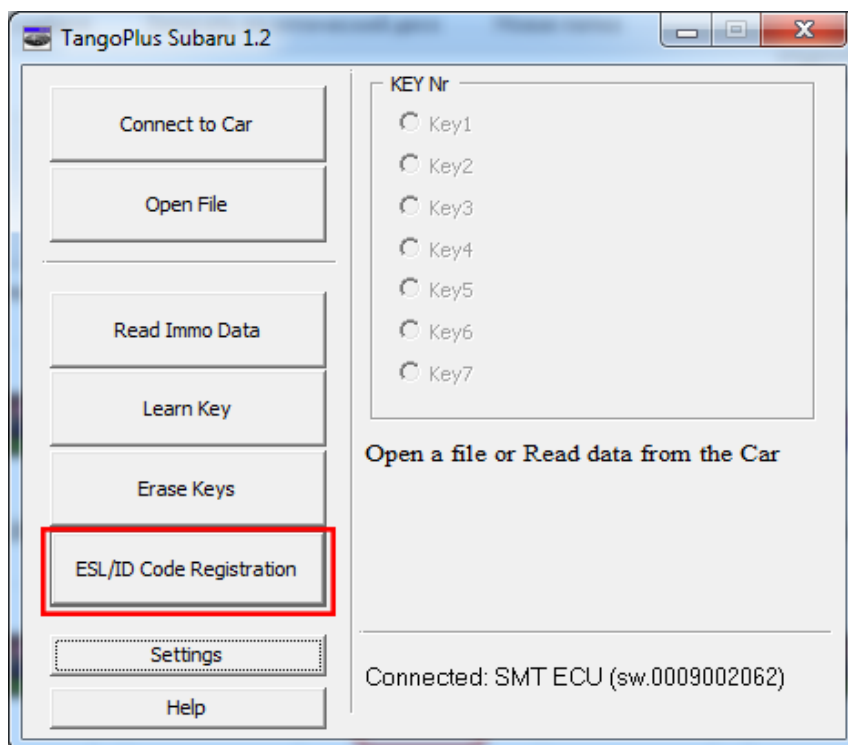 TangoPlus Subaru 1.2
Connect to Car
Open File
Read Immo Data
Learn Key
Erase Keys
ESL/ID Code Registration
Settings
Help
KEY Nr
Key1
Key2
Key3
Key4
Key5
Key6
Key7
Open a file or Read data from the Car
Connected: SMT ECU (sw.0009002062)